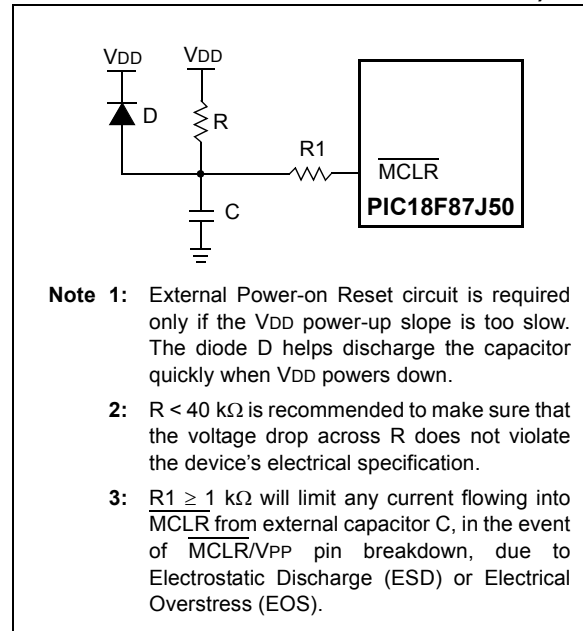 VDD VDD
D
R
R1
MCLR
PIC18F87J50
C
Note 1: External Power-on Reset circuit is required
only if the VDD power-up slope is too slow.
The diode D helps discharge the capacitor
quickly when VDD powers down.
2: R < 40 kΩ is recommended to make sure that
the voltage drop across R does not violate
the device's electrical specification.
3: R1 ≥ 1 kΩ will limit any current flowing into
MCLR from external capacitor C, in the event
of MCLR/VPP pin breakdown, due to
Electrostatic Discharge (ESD) or Electrical
Overstress (EOS).